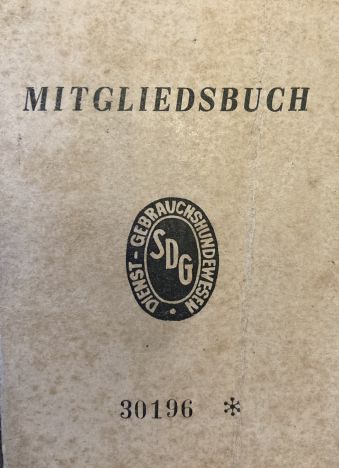 MITGLIEDSBUCH
DIENST-GEBRAUCHSHUNDEWESEN
SDG
30196 *